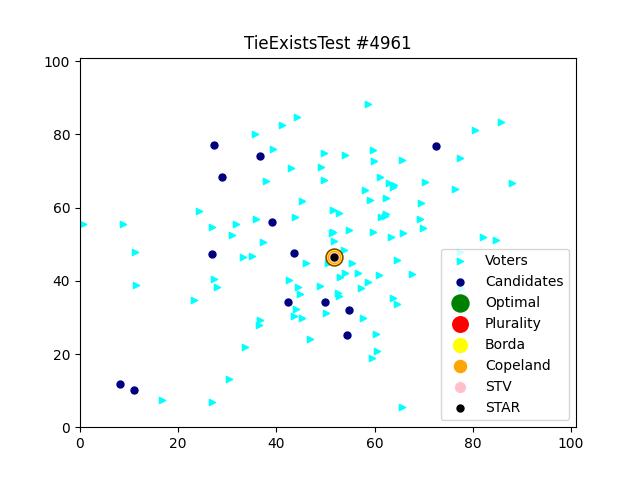 TieExistsTest #4961
100
80
60
40
20
0
0 20 40 60 80 100
Voters
Candidates
Optimal
Plurality
Borda
Copeland
STV
STAR